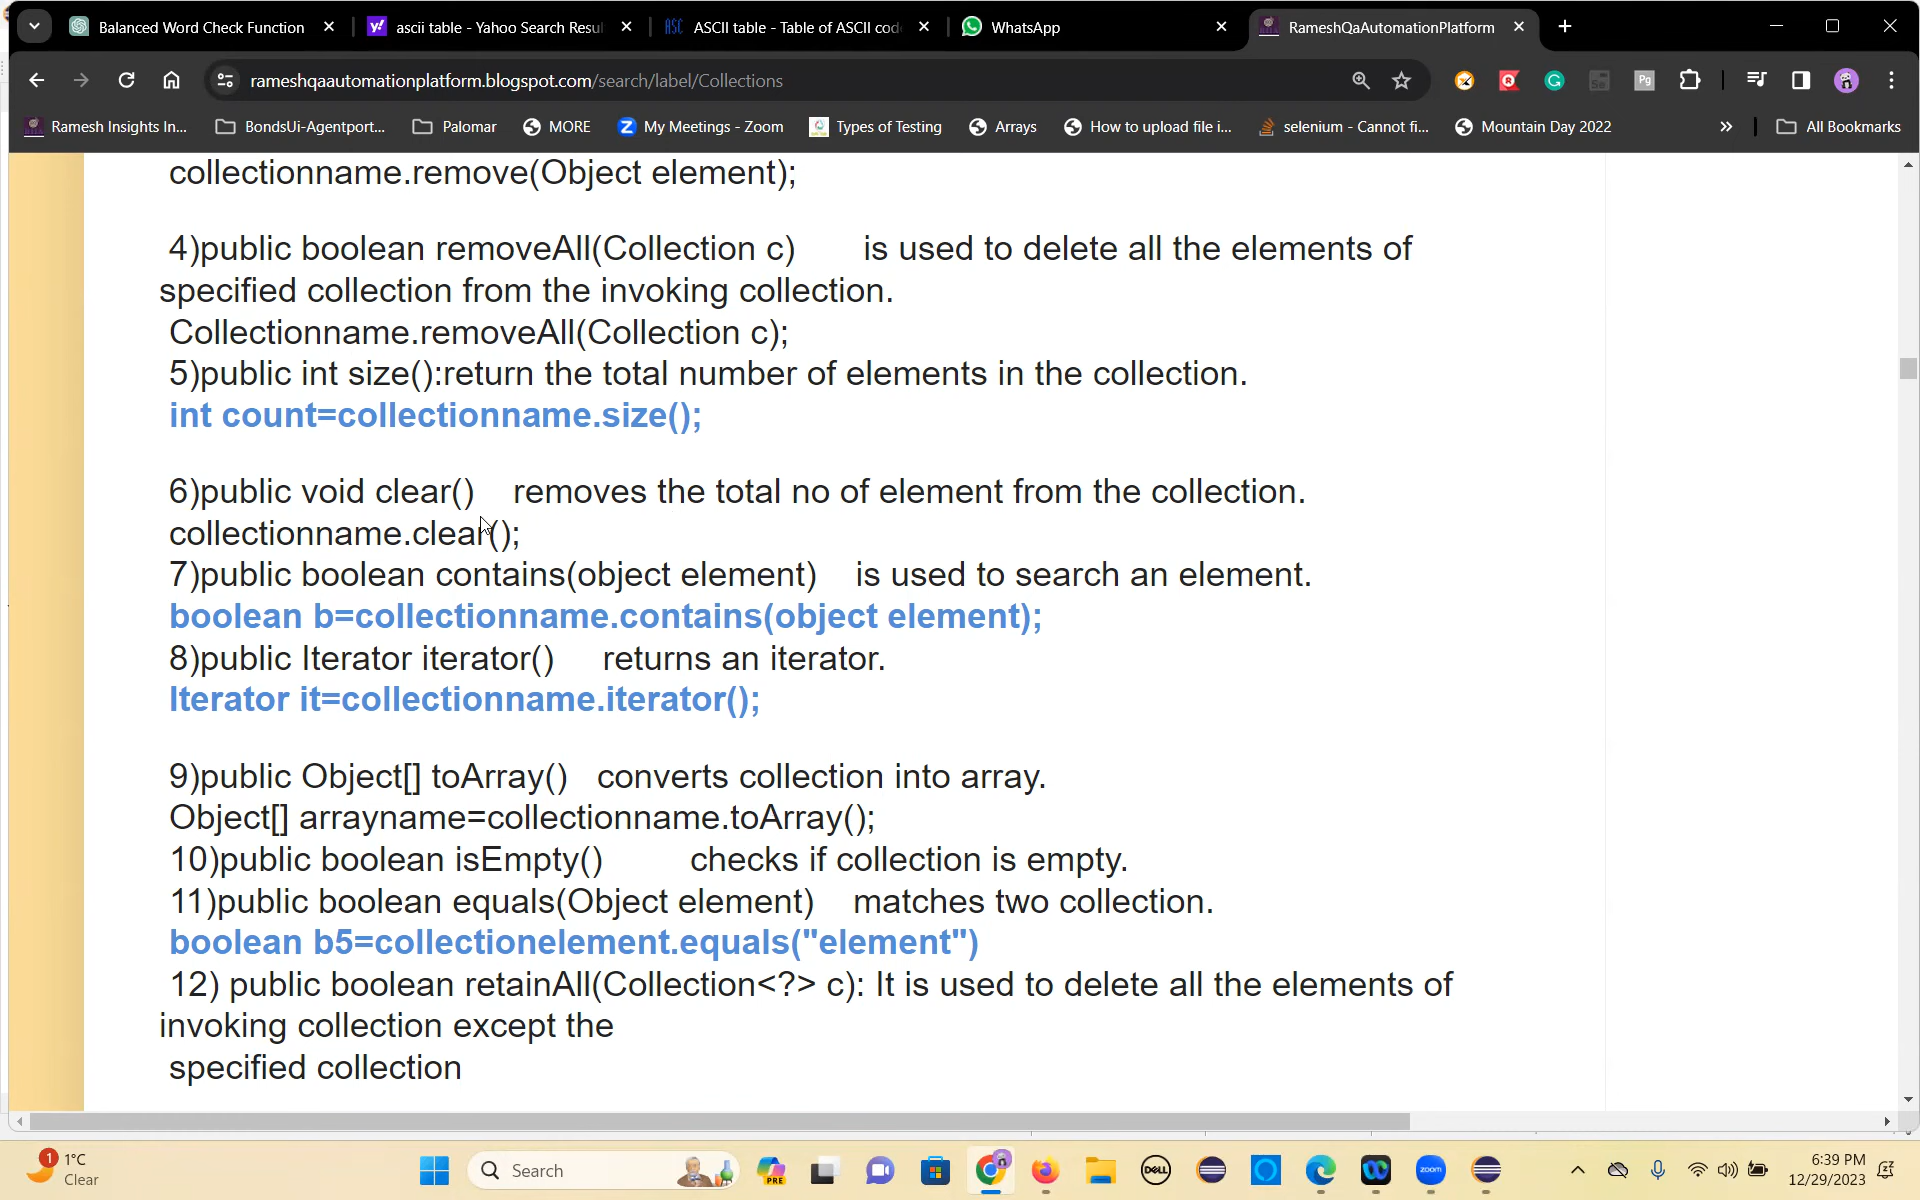 Balanced Word Check Function
ascii table - Yahoo Search Resu
ASCII table - Table of ASCII cod
WhatsApp
RameshQaAutomationPlatform
rameshqaautomationplatform.blogspot.com/search/label/Collections
Ramesh Insights In...
BondsUi-Agentport...
Palomar
MORE
My Meetings - Zoom
Types of Testing
Arrays
How to upload file i...
selenium - Cannot fi...
Mountain Day 2022
»
All Bookmarks
collectionname.remove(Object element);
4)public boolean removeAll(Collection c) is used to delete all the elements of
specified collection from the invoking collection.
Collectionname.removeAll(Collection c);
5)public int size():return the total number of elements in the collection.
int count=collectionname.size();
6)public void clear() removes the total no of element from the collection.
collectionname.clear();
7)public boolean contains(object element) is used to search an element.
boolean b=collectionname.contains(object element);
8)public Iterator iterator() returns an iterator.
Iterator it=collectionname.iterator();
9)public Object[] toArray() converts collection into array.
Object[] arrayname=collectionname.toArray();
10)public boolean isEmpty() checks if collection is empty.
11)public boolean equals(Object element) matches two collection.
boolean b5=collectionelement.equals("element")
12) public boolean retainAll(Collection<?> c): It is used to delete all the elements of
invoking collection except the
specified collection
1
1°C
Clear
Search
PRE
DELL
zoom
6:39 PM
12/29/2023